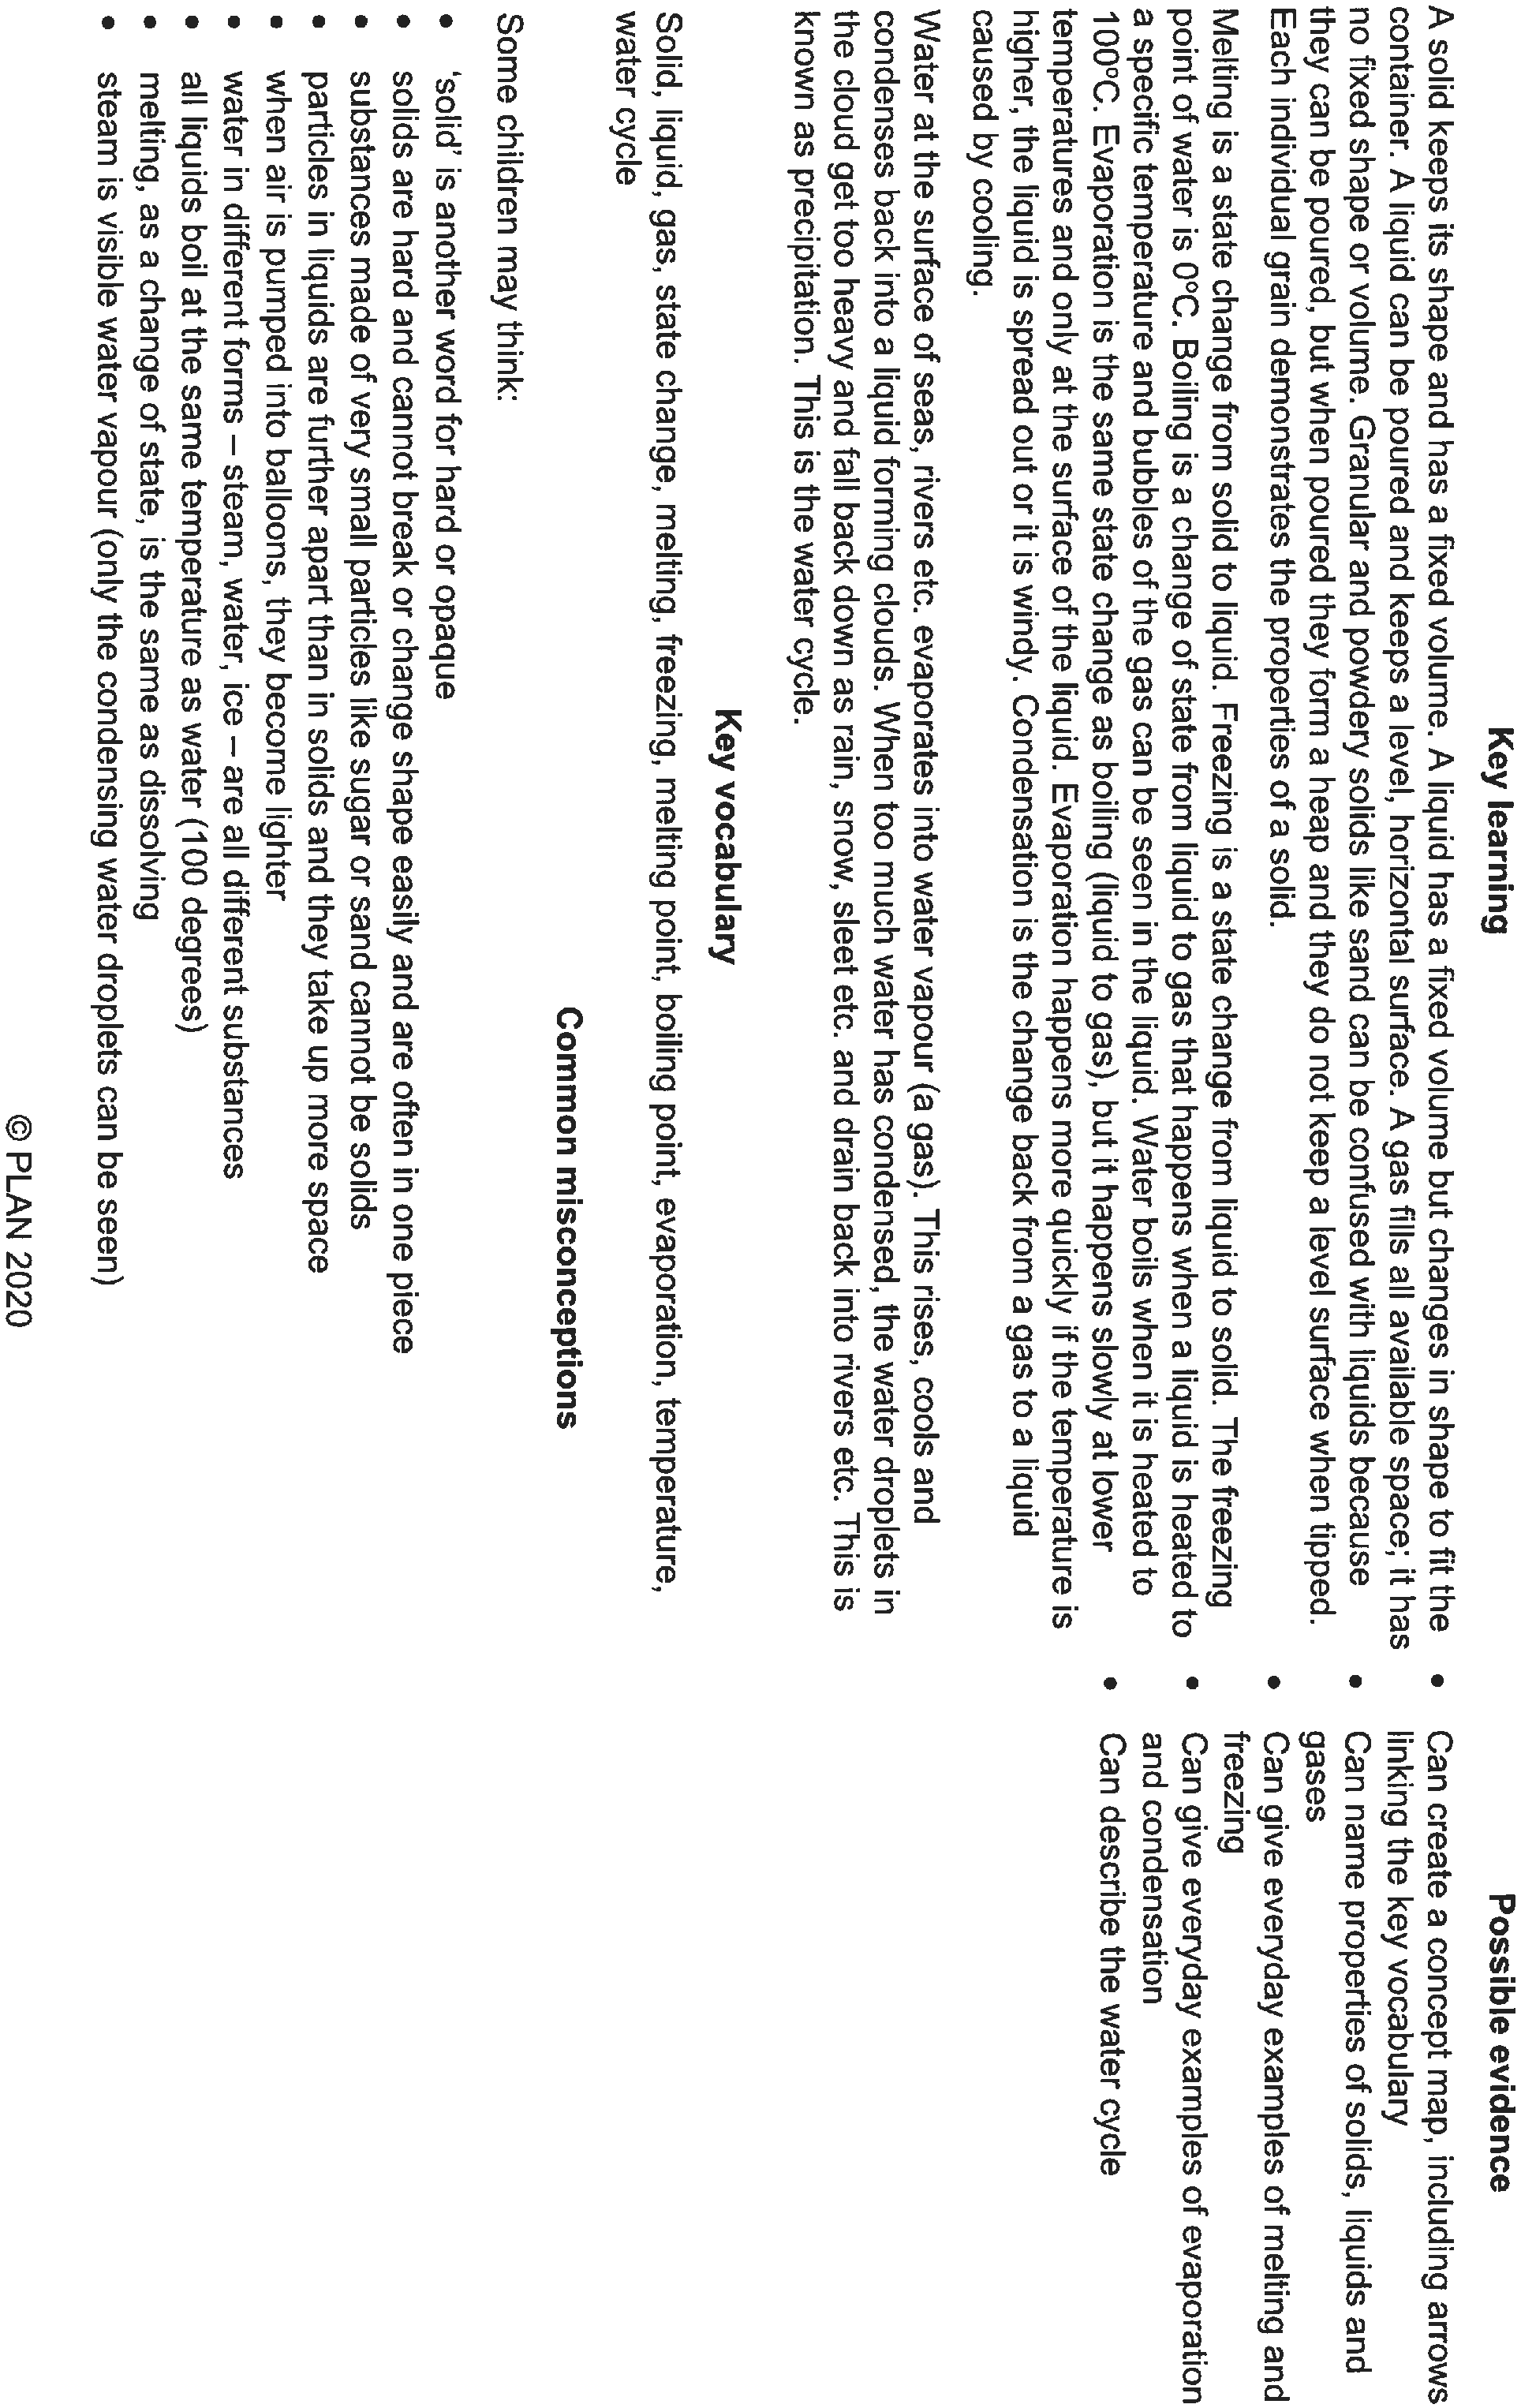 Key learning
A solid keeps its shape and has a fixed volume. A liquid has a fixed volume but changes in shape to fit the
container. A liquid can be poured and keeps a level, horizontal surface. A gas fills all available space; it has
no fixed shape or volume. Granular and powdery solids like sand can be confused with liquids because
they can be poured, but when poured they form a heap and they do not keep a level surface when tipped.
Each individual grain demonstrates the properties of a solid.
Melting is a state change from solid to liquid. Freezing is a state change from liquid to solid. The freezing
point of water is 0ºC. Boiling is a change of state from liquid to gas that happens when a liquid is heated to
a specific temperature and bubbles of the gas can be seen in the liquid. Water boils when it is heated to
100ºC. Evaporation is the same state change as boiling (liquid to gas), but it happens slowly at lower
temperatures and only at the surface of the liquid. Evaporation happens more quickly if the temperature is
higher, the liquid is spread out or it is windy. Condensation is the change back from a gas to a liquid
caused by cooling.
Water at the surface of seas, rivers etc. evaporates into water vapour (a gas). This rises, cools and
condenses back into a liquid forming clouds. When too much water has condensed, the water droplets in
the cloud get too heavy and fall back down as rain, snow, sleet etc. and drain back into rivers etc. This is
known as precipitation. This is the water cycle.
Key vocabulary
Solid, liquid, gas, state change, melting, freezing, melting point, boiling point, evaporation, temperature,
water cycle
Common misconceptions
Some children may think:
• ‘solid’ is another word for hard or opaque
• solids are hard and cannot break or change shape easily and are often in one piece
• substances made of very small particles like sugar or sand cannot be solids
• particles in liquids are further apart than in solids and they take up more space
• when air is pumped into balloons, they become lighter
• water in different forms – steam, water, ice – are all different substances
• all liquids boil at the same temperature as water (100 degrees)
• melting, as a change of state, is the same as dissolving
• steam is visible water vapour (only the condensing water droplets can be seen)
Possible evidence
• Can create a concept map, including arrows
linking the key vocabulary
• Can name properties of solids, liquids and
gases
• Can give everyday examples of melting and
freezing
• Can give everyday examples of evaporation
and condensation
• Can describe the water cycle
© PLAN 2020